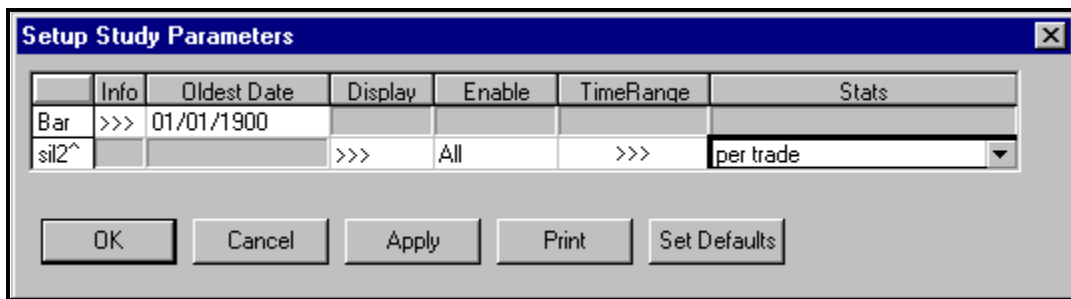 Setup Study Parameters
Info Oldest Date Display Enable TimeRange Stats
Bar >>> 01/01/1900
sil2^ >>> All >>> per trade
OK Cancel Apply Print Set Defaults